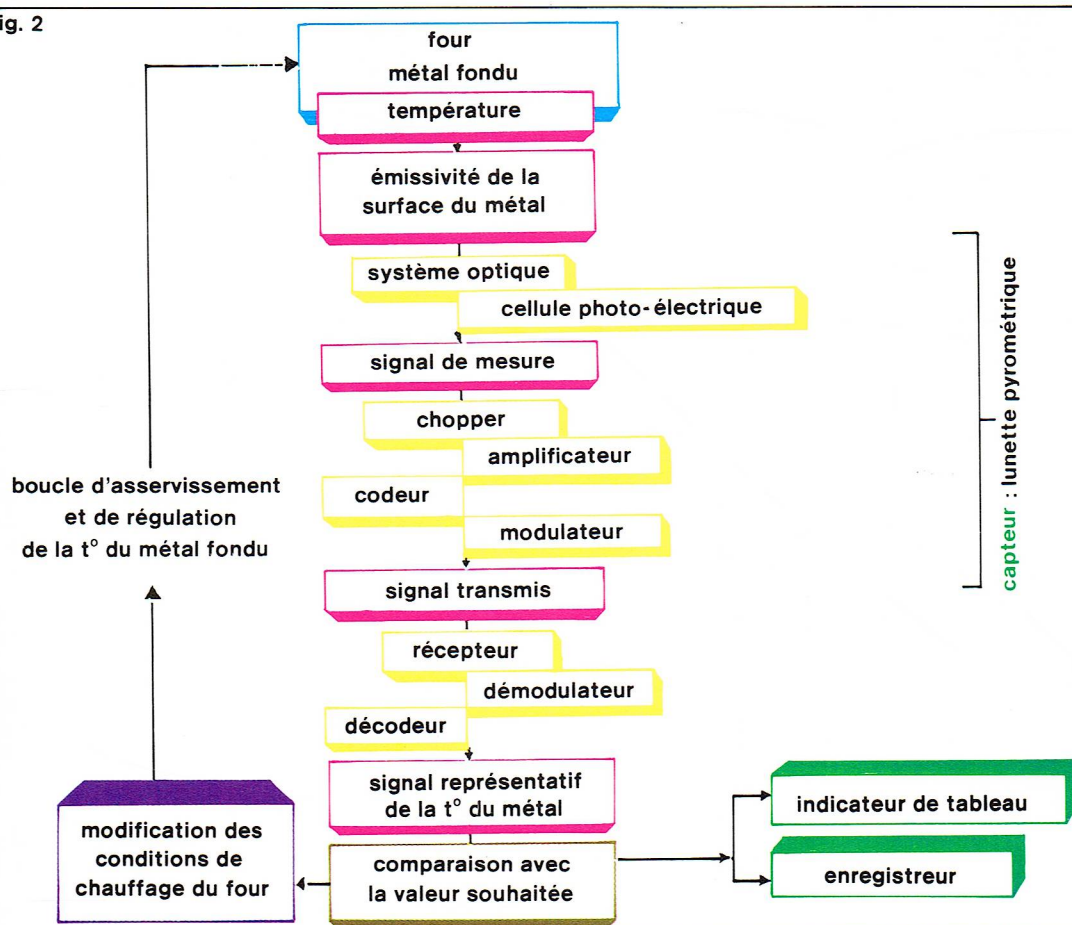 ig. 2
four
métal fondu
température
émissivité de la
surface du métal
système optique
cellule photo-électrique
signal de mesure
chopper
amplificateur
codeur
modulateur
signal transmis
récepteur
démodulateur
décodeur
signal représentatif
de la t° du métal
comparaison avec
la valeur souhaitée
modification des
conditions de
chauffage du four
boucle d'asservissement
et de régulation
de la t° du métal fondu
indicateur de tableau
enregistreur
capteur : lunette pyrométrique